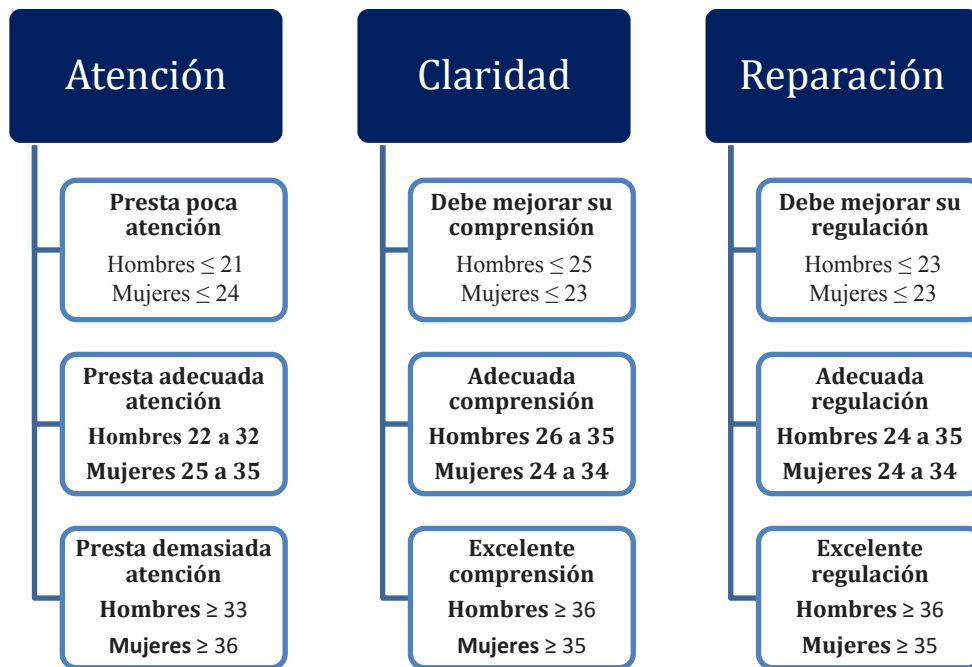 Atención
Presta poca
atención
Hombres ≤ 21
Mujeres ≤ 24
Presta adecuada
atención
Hombres 22 a 32
Mujeres 25 a 35
Presta demasiada
atención
Hombres ≥ 33
Mujeres ≥ 36
Claridad
Debe mejorar su
comprensión
Hombres ≤ 25
Mujeres ≤ 23
Adecuada
comprensión
Hombres 26 a 35
Mujeres 24 a 34
Excelente
comprensión
Hombres ≥ 36
Mujeres ≥ 35
Reparación
Debe mejorar su
regulación
Hombres ≤ 23
Mujeres ≤ 23
Adecuada
regulación
Hombres 24 a 35
Mujeres 24 a 34
Excelente
regulación
Hombres ≥ 36
Mujeres ≥ 35